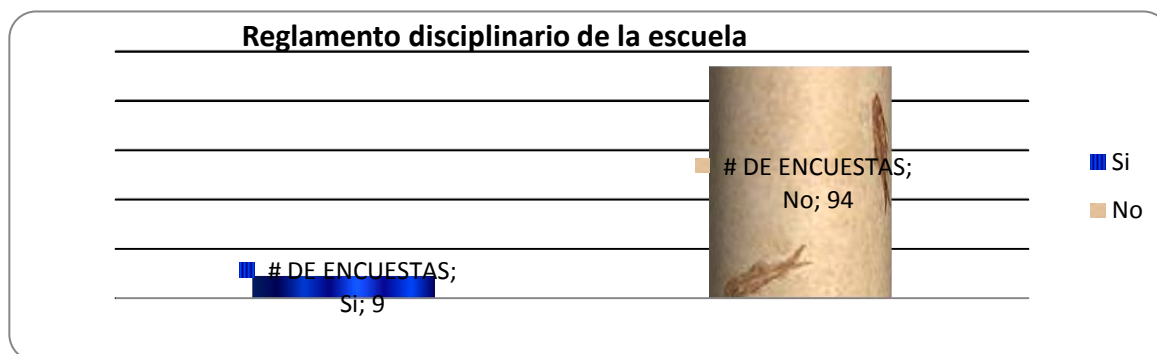 Reglamento disciplinario de la escuela
# DE ENCUESTAS;
No; 94
# DE ENCUESTAS;
Si; 9
Si
No